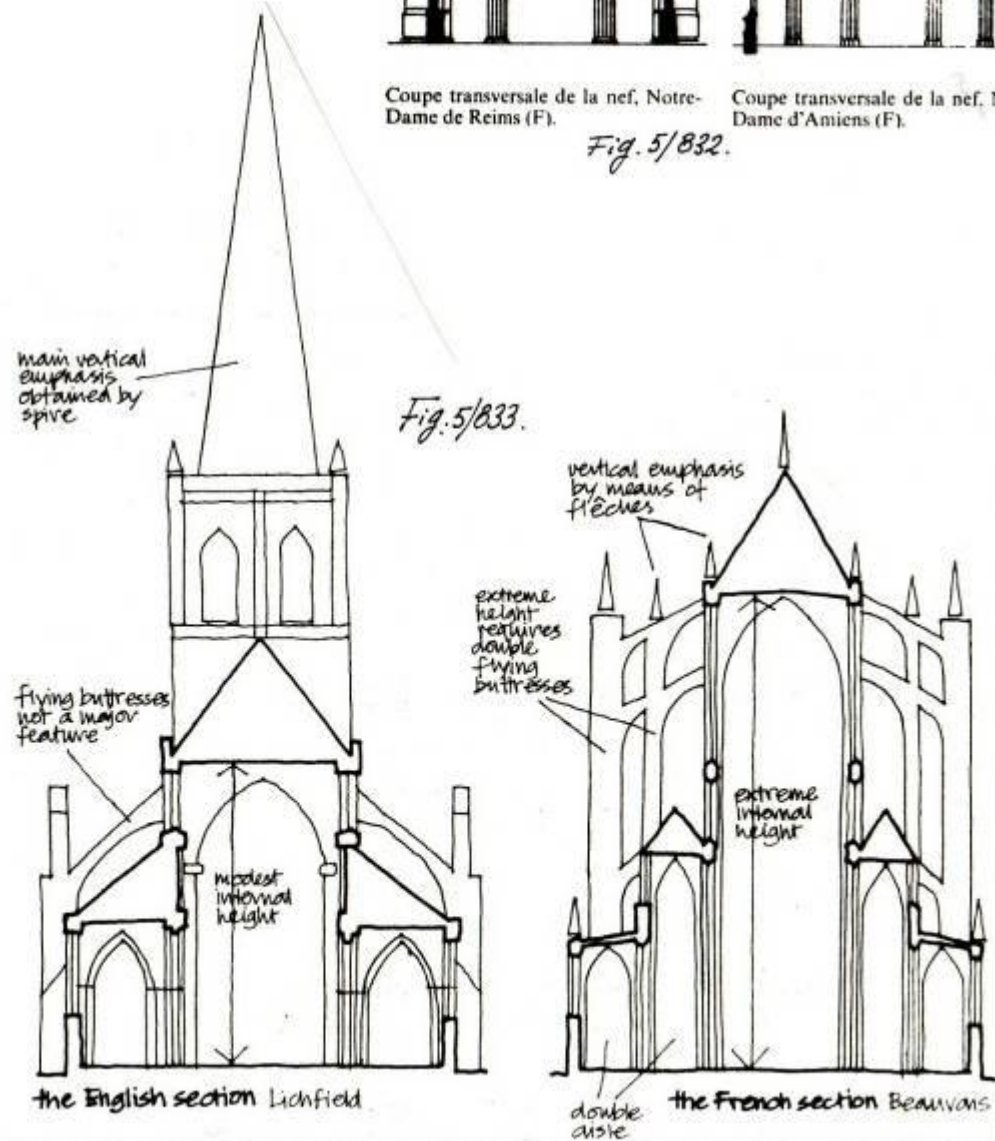 Coupe transversale de la nef, Notre-
Dame de Reims (F).
Coupe transversale de la nef,
Dame d'Amiens (F).
Fig. 5/832.
main vertical
emphasis
obtained by
spire
Fig. 5/833.
vertical emphasis
by means of
flêches
extreme
height
requires
double
flying
buttresses
flying buttresses
not a major
feature
modest
internal
height
extreme
internal
height
the English section Lichfield
double
aisle
the French section Beauvais